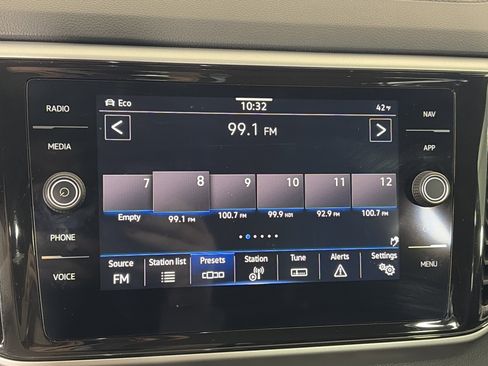 RADIO
MEDIA
PHONE
VOICE
Eco
10:32
42°F
99.1 FM
7 8 9 10 11 12
Empty 99.1 FM 100.7 FM 99.9 HD1 92.9 FM 100.7 FM
Source Station list Presets Station Tune Alerts Settings
FM
NAV
APP
MENU